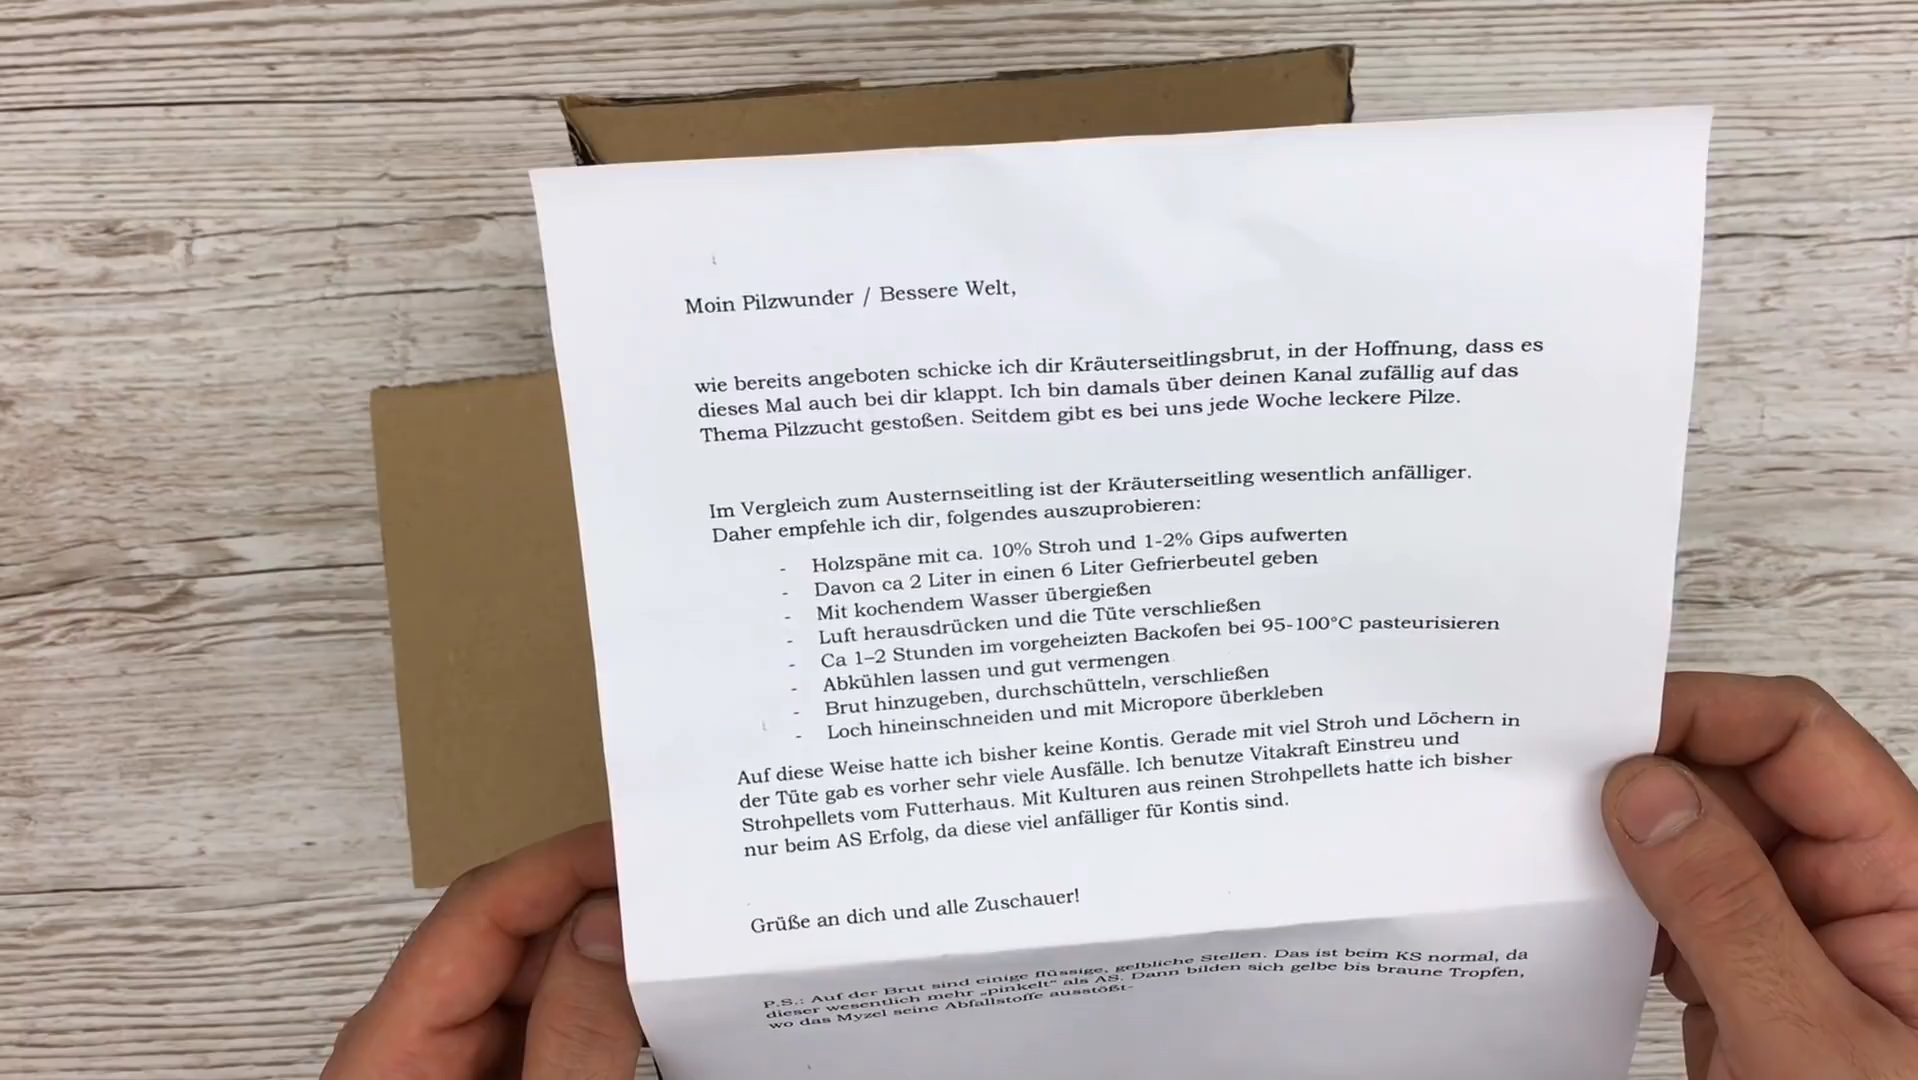 Moin Pilzwunder / Bessere Welt,
wie bereits angeboten schicke ich dir Kräuterseitlingsbrut, in der Hoffnung, dass es
dieses Mal auch bei dir klappt. Ich bin damals über deinen Kanal zufällig auf das
Thema Pilzzucht gestoßen. Seitdem gibt es bei uns jede Woche leckere Pilze.
Im Vergleich zum Austernseitling ist der Kräuterseitling wesentlich anfälliger.
Daher empfehle ich dir, folgendes auszuprobieren:
- Holzspäne mit ca. 10% Stroh und 1-2% Gips aufwerten
- Davon ca 2 Liter in einen 6 Liter Gefrierbeutel geben
- Mit kochendem Wasser übergießen
- Luft herausdrücken und die Tüte verschließen
- Ca 1–2 Stunden im vorgeheizten Backofen bei 95-100°C pasteurisieren
- Abkühlen lassen und gut vermengen
- Brut hinzugeben, durchschütteln, verschließen
- Loch hineinschneiden und mit Micropore überkleben
Auf diese Weise hatte ich bisher keine Kontis. Gerade mit viel Stroh und Löchern in
der Tüte gab es vorher sehr viele Ausfälle. Ich benutze Vitakraft Einstreu und
Strohpellets vom Futterhaus. Mit Kulturen aus reinen Strohpellets hatte ich bisher
nur beim AS Erfolg, da diese viel anfälliger für Kontis sind.
Grüße an dich und alle Zuschauer!
P.S.: Auf der Brut sind einige flüssige, gelbliche Stellen. Das ist beim KS normal, da
dieser wesentlich mehr „pinkelt“ als AS. Dann bilden sich gelbe bis braune Tropfen,
wo das Myzel seine Abfallstoffe ausstößt-